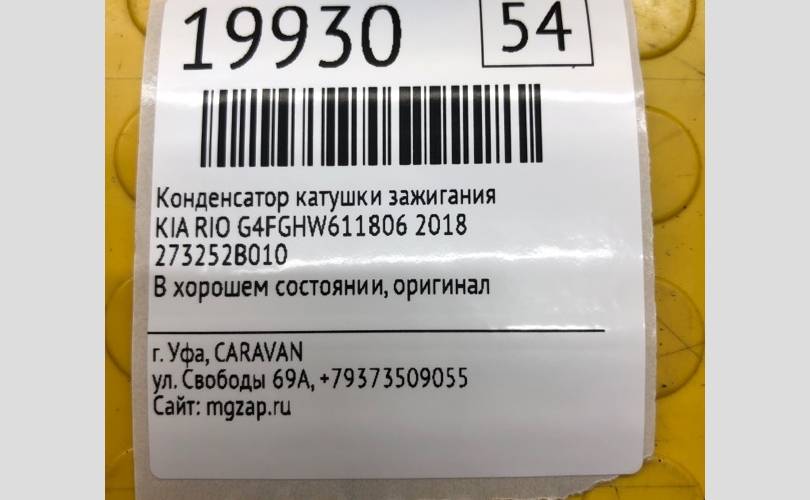 19930
54
Конденсатор катушки зажигания
KIA RIO G4FGHW611806 2018
273252B010
В хорошем состоянии, оригинал
г. Уфа, CARAVAN
ул. Свободы 69А, +79373509055
Сайт: mgzap.ru